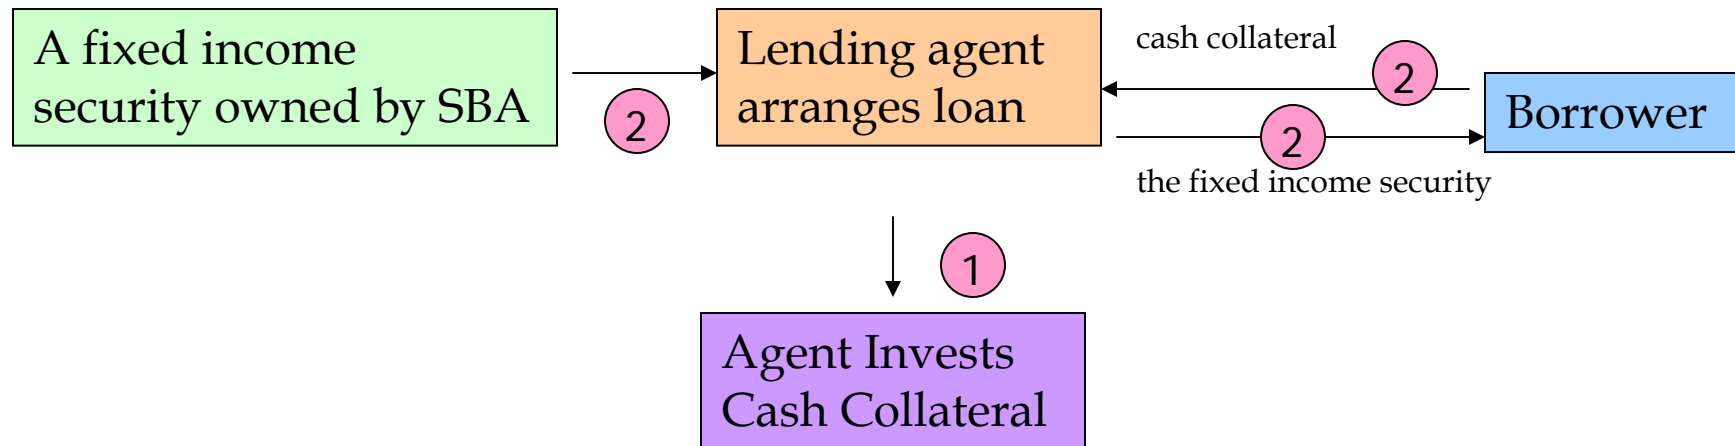 A fixed income
security owned by SBA
2
Lending agent
arranges loan
cash collateral
2
2
the fixed income security
Borrower
1
Agent Invests
Cash Collateral